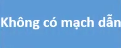 Không có mạch dẫn